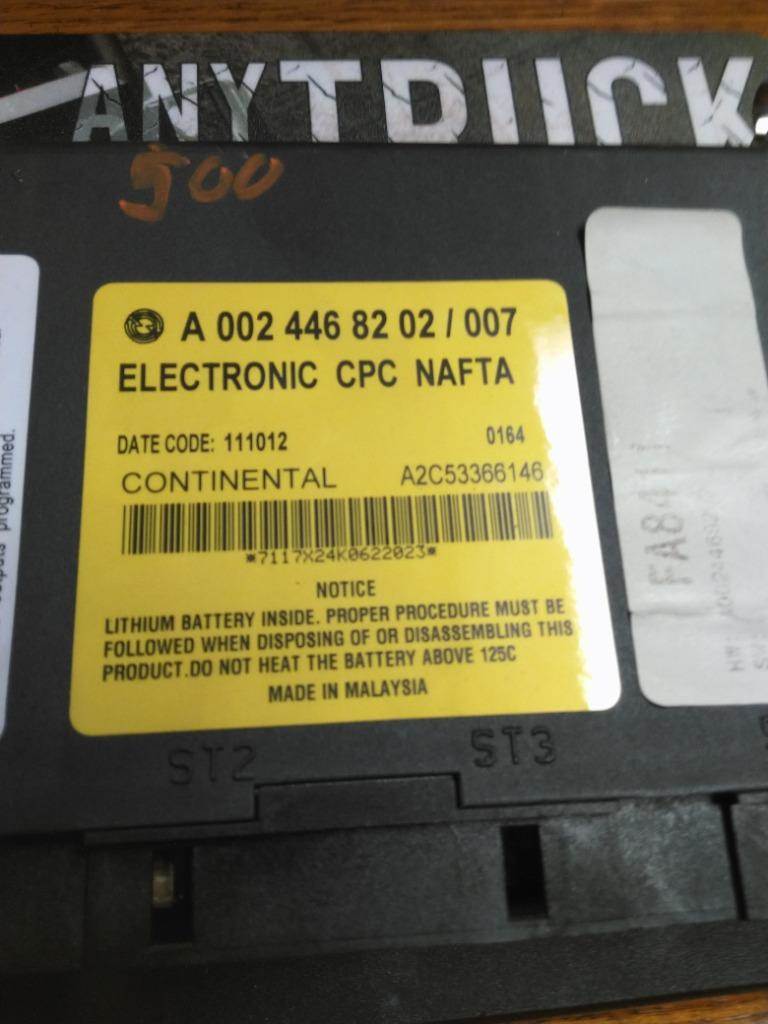 ANYTRUCK
500
A 002 446 82 02 / 007
ELECTRONIC CPC NAFTA
DATE CODE: 111012 0164
CONTINENTAL A2C53366146
*7117X24K0622023*
NOTICE
LITHIUM BATTERY INSIDE. PROPER PROCEDURE MUST BE
FOLLOWED WHEN DISPOSING OF OR DISASSEMBLING THIS
PRODUCT.DO NOT HEAT THE BATTERY ABOVE 125C
MADE IN MALAYSIA
programmed.
ST2 ST3